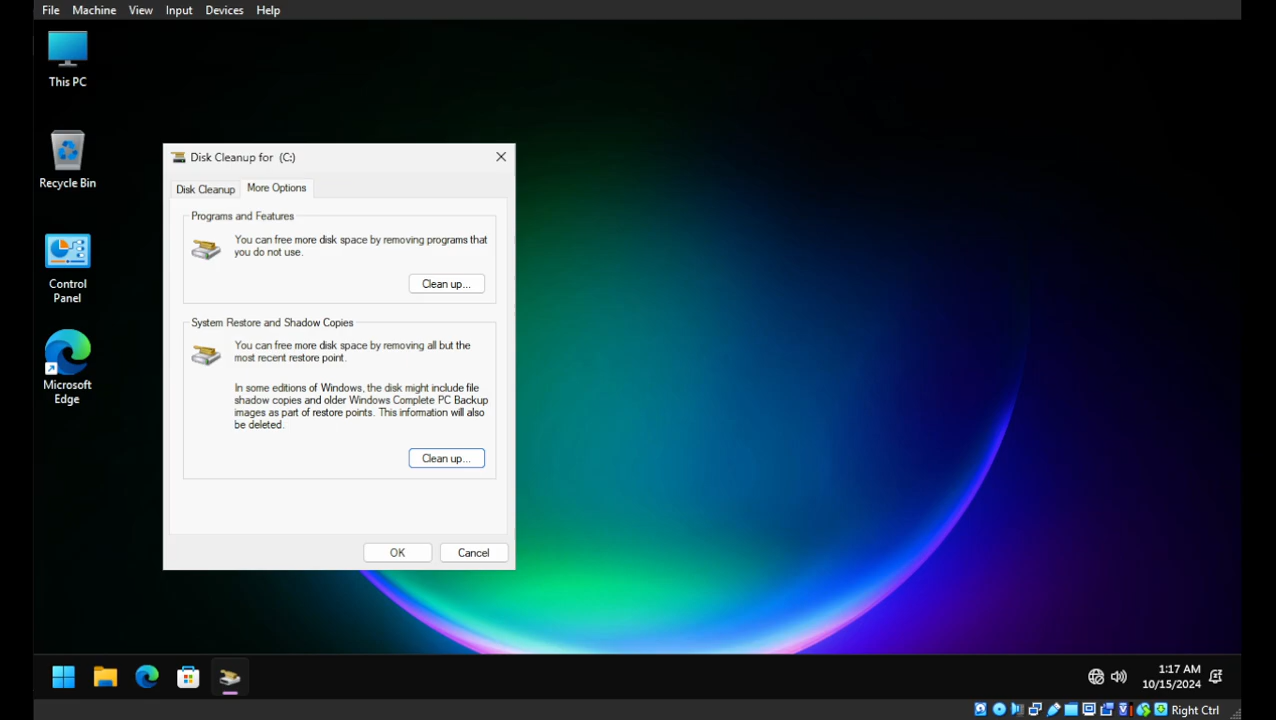 File Machine View Input Devices Help
This PC
Recycle Bin
Control
Panel
Microsoft
Edge
Disk Cleanup for (C:)
Disk Cleanup More Options
Programs and Features
You can free more disk space by removing programs that
you do not use.
Clean up...
System Restore and Shadow Copies
You can free more disk space by removing all but the
most recent restore point.
In some editions of Windows, the disk might include file
shadow copies and older Windows Complete PC Backup
images as part of restore points. This information will also
be deleted.
Clean up...
OK Cancel
1:17 AM
10/15/2024
Right Ctrl